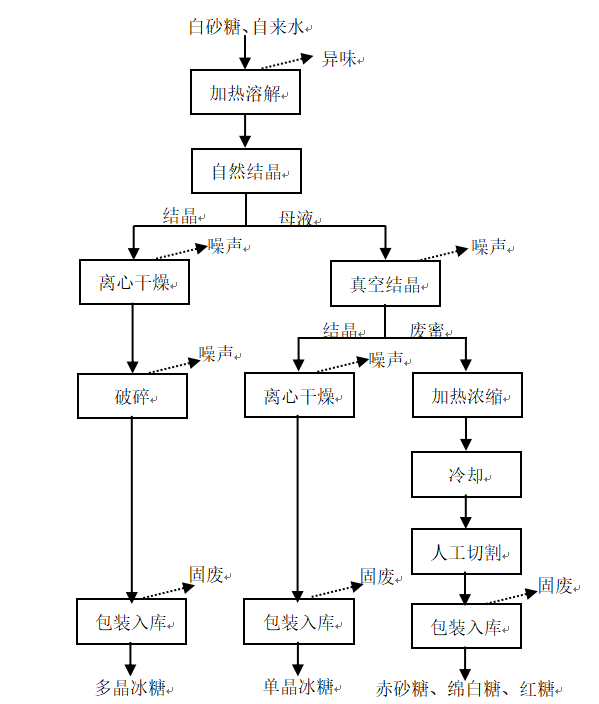 白砂糖、自来水
异味
加热溶解
自然结晶
结晶
母液
噪声
噪声
离心干燥
真空结晶
结晶
废蜜
噪声
噪声
破碎
离心干燥
加热浓缩
冷却
人工切割
固废
固废
固废
包装入库
包装入库
包装入库
多晶冰糖
单晶冰糖
赤砂糖、绵白糖、红糖